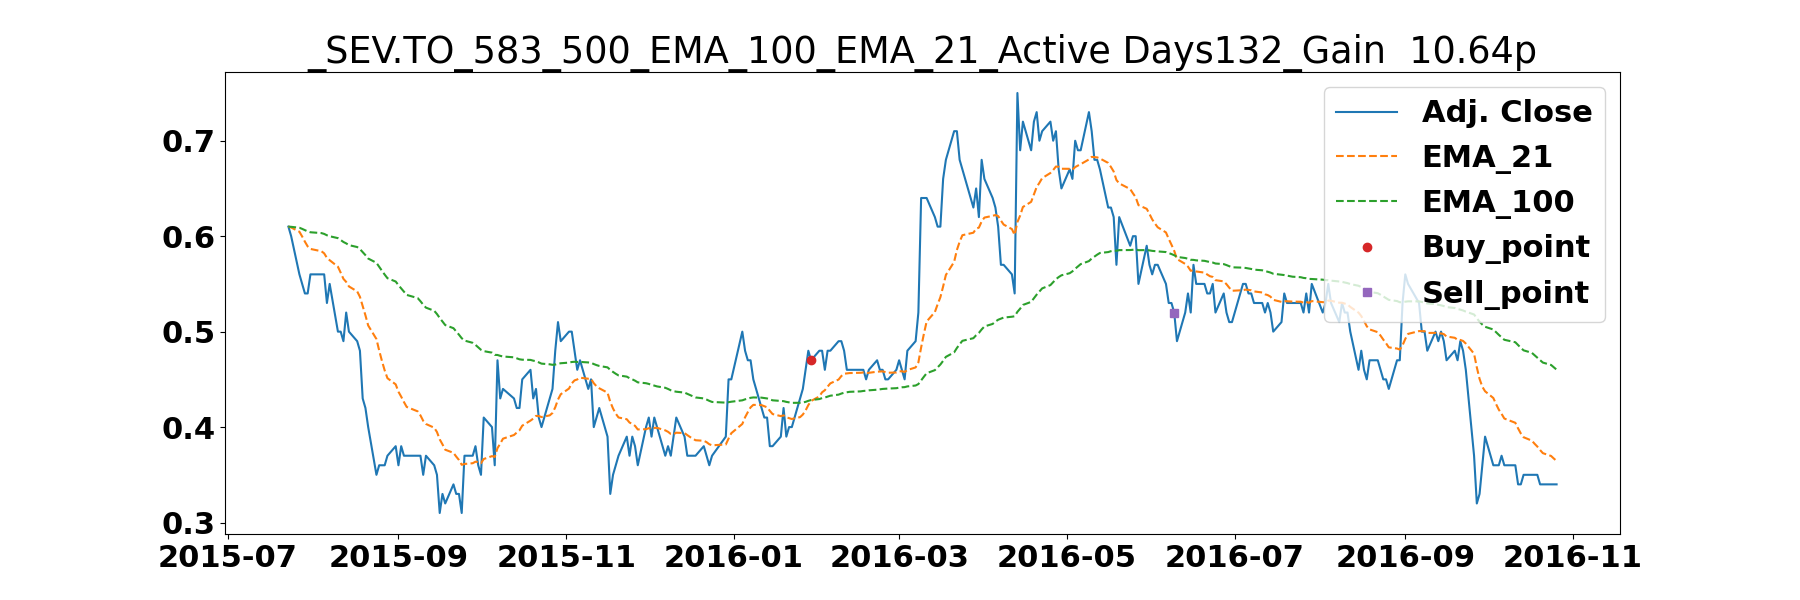 _SEV.TO_583_500_EMA_100_EMA_21_Active Days132_Gain  10.64p
Adj. Close
EMA_21
EMA_100
Buy_point
Sell_point
0.7
0.6
0.5
0.4
0.3
2015-07 2015-09 2015-11 2016-01 2016-03 2016-05 2016-07 2016-09 2016-11